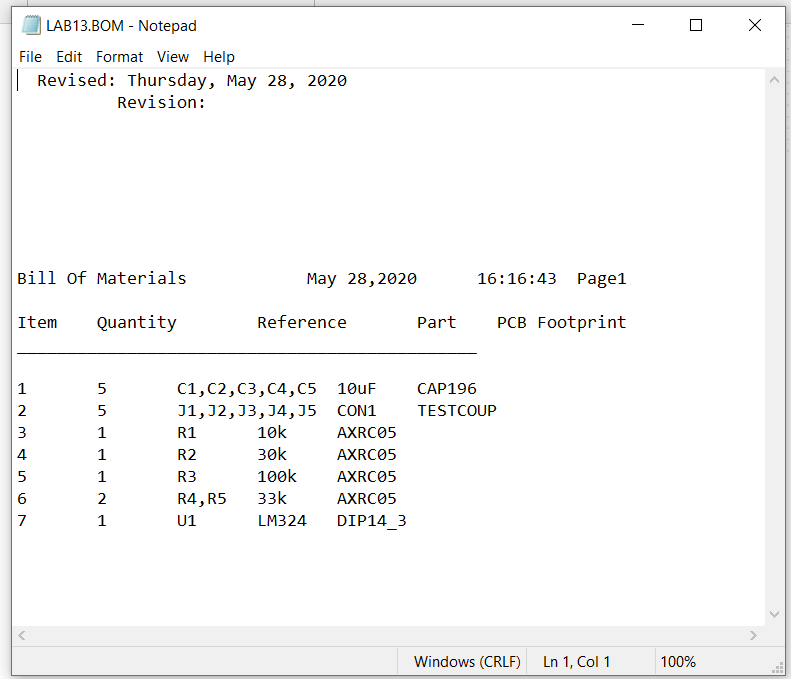 LAB13.BOM - Notepad
File Edit Format View Help
Revised: Thursday, May 28, 2020
Revision:
Bill Of Materials May 28,2020 16:16:43 Page1
Item Quantity Reference Part PCB Footprint
______________________________________________
1 5 C1,C2,C3,C4,C5 10uF CAP196
2 5 J1,J2,J3,J4,J5 CON1 TESTCOUP
3 1 R1 10k AXRC05
4 1 R2 30k AXRC05
5 1 R3 100k AXRC05
6 2 R4,R5 33k AXRC05
7 1 U1 LM324 DIP14_3
Windows (CRLF) Ln 1, Col 1 100%